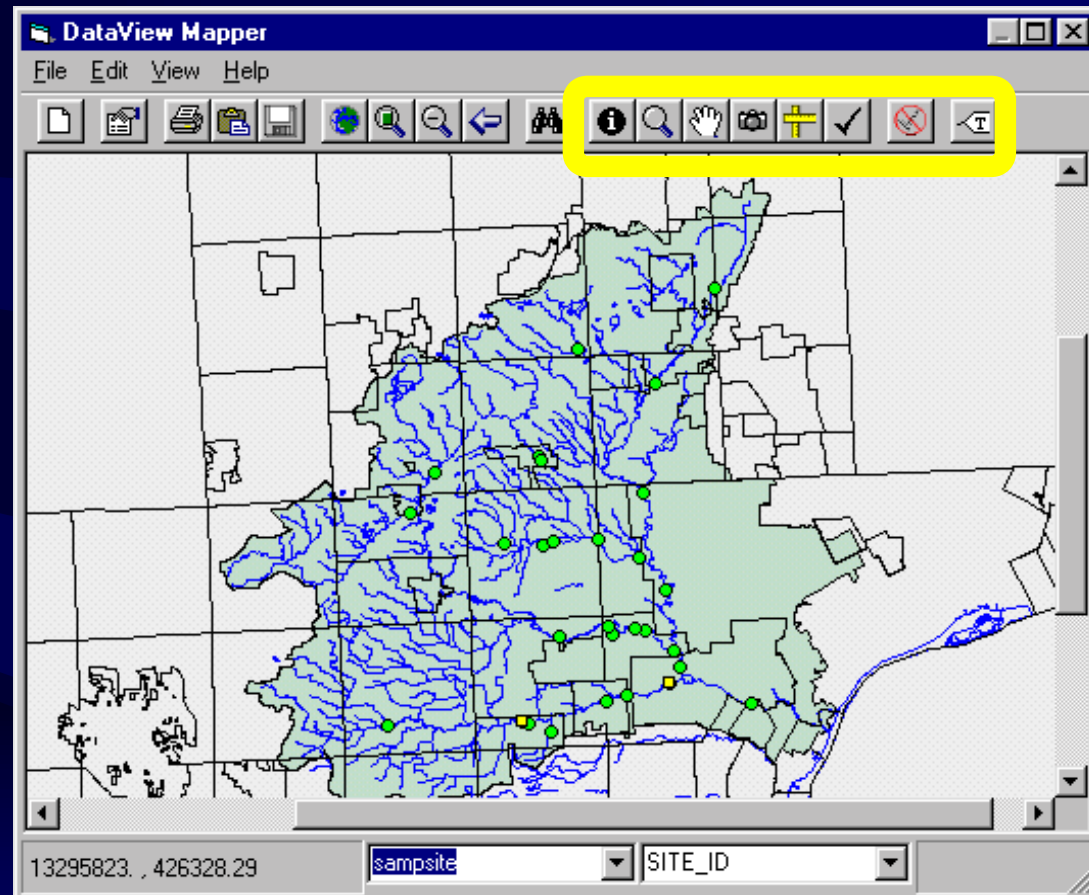 DataView Mapper
File Edit View Help
T
13295823. , 426328.29 sampsite SITE_ID